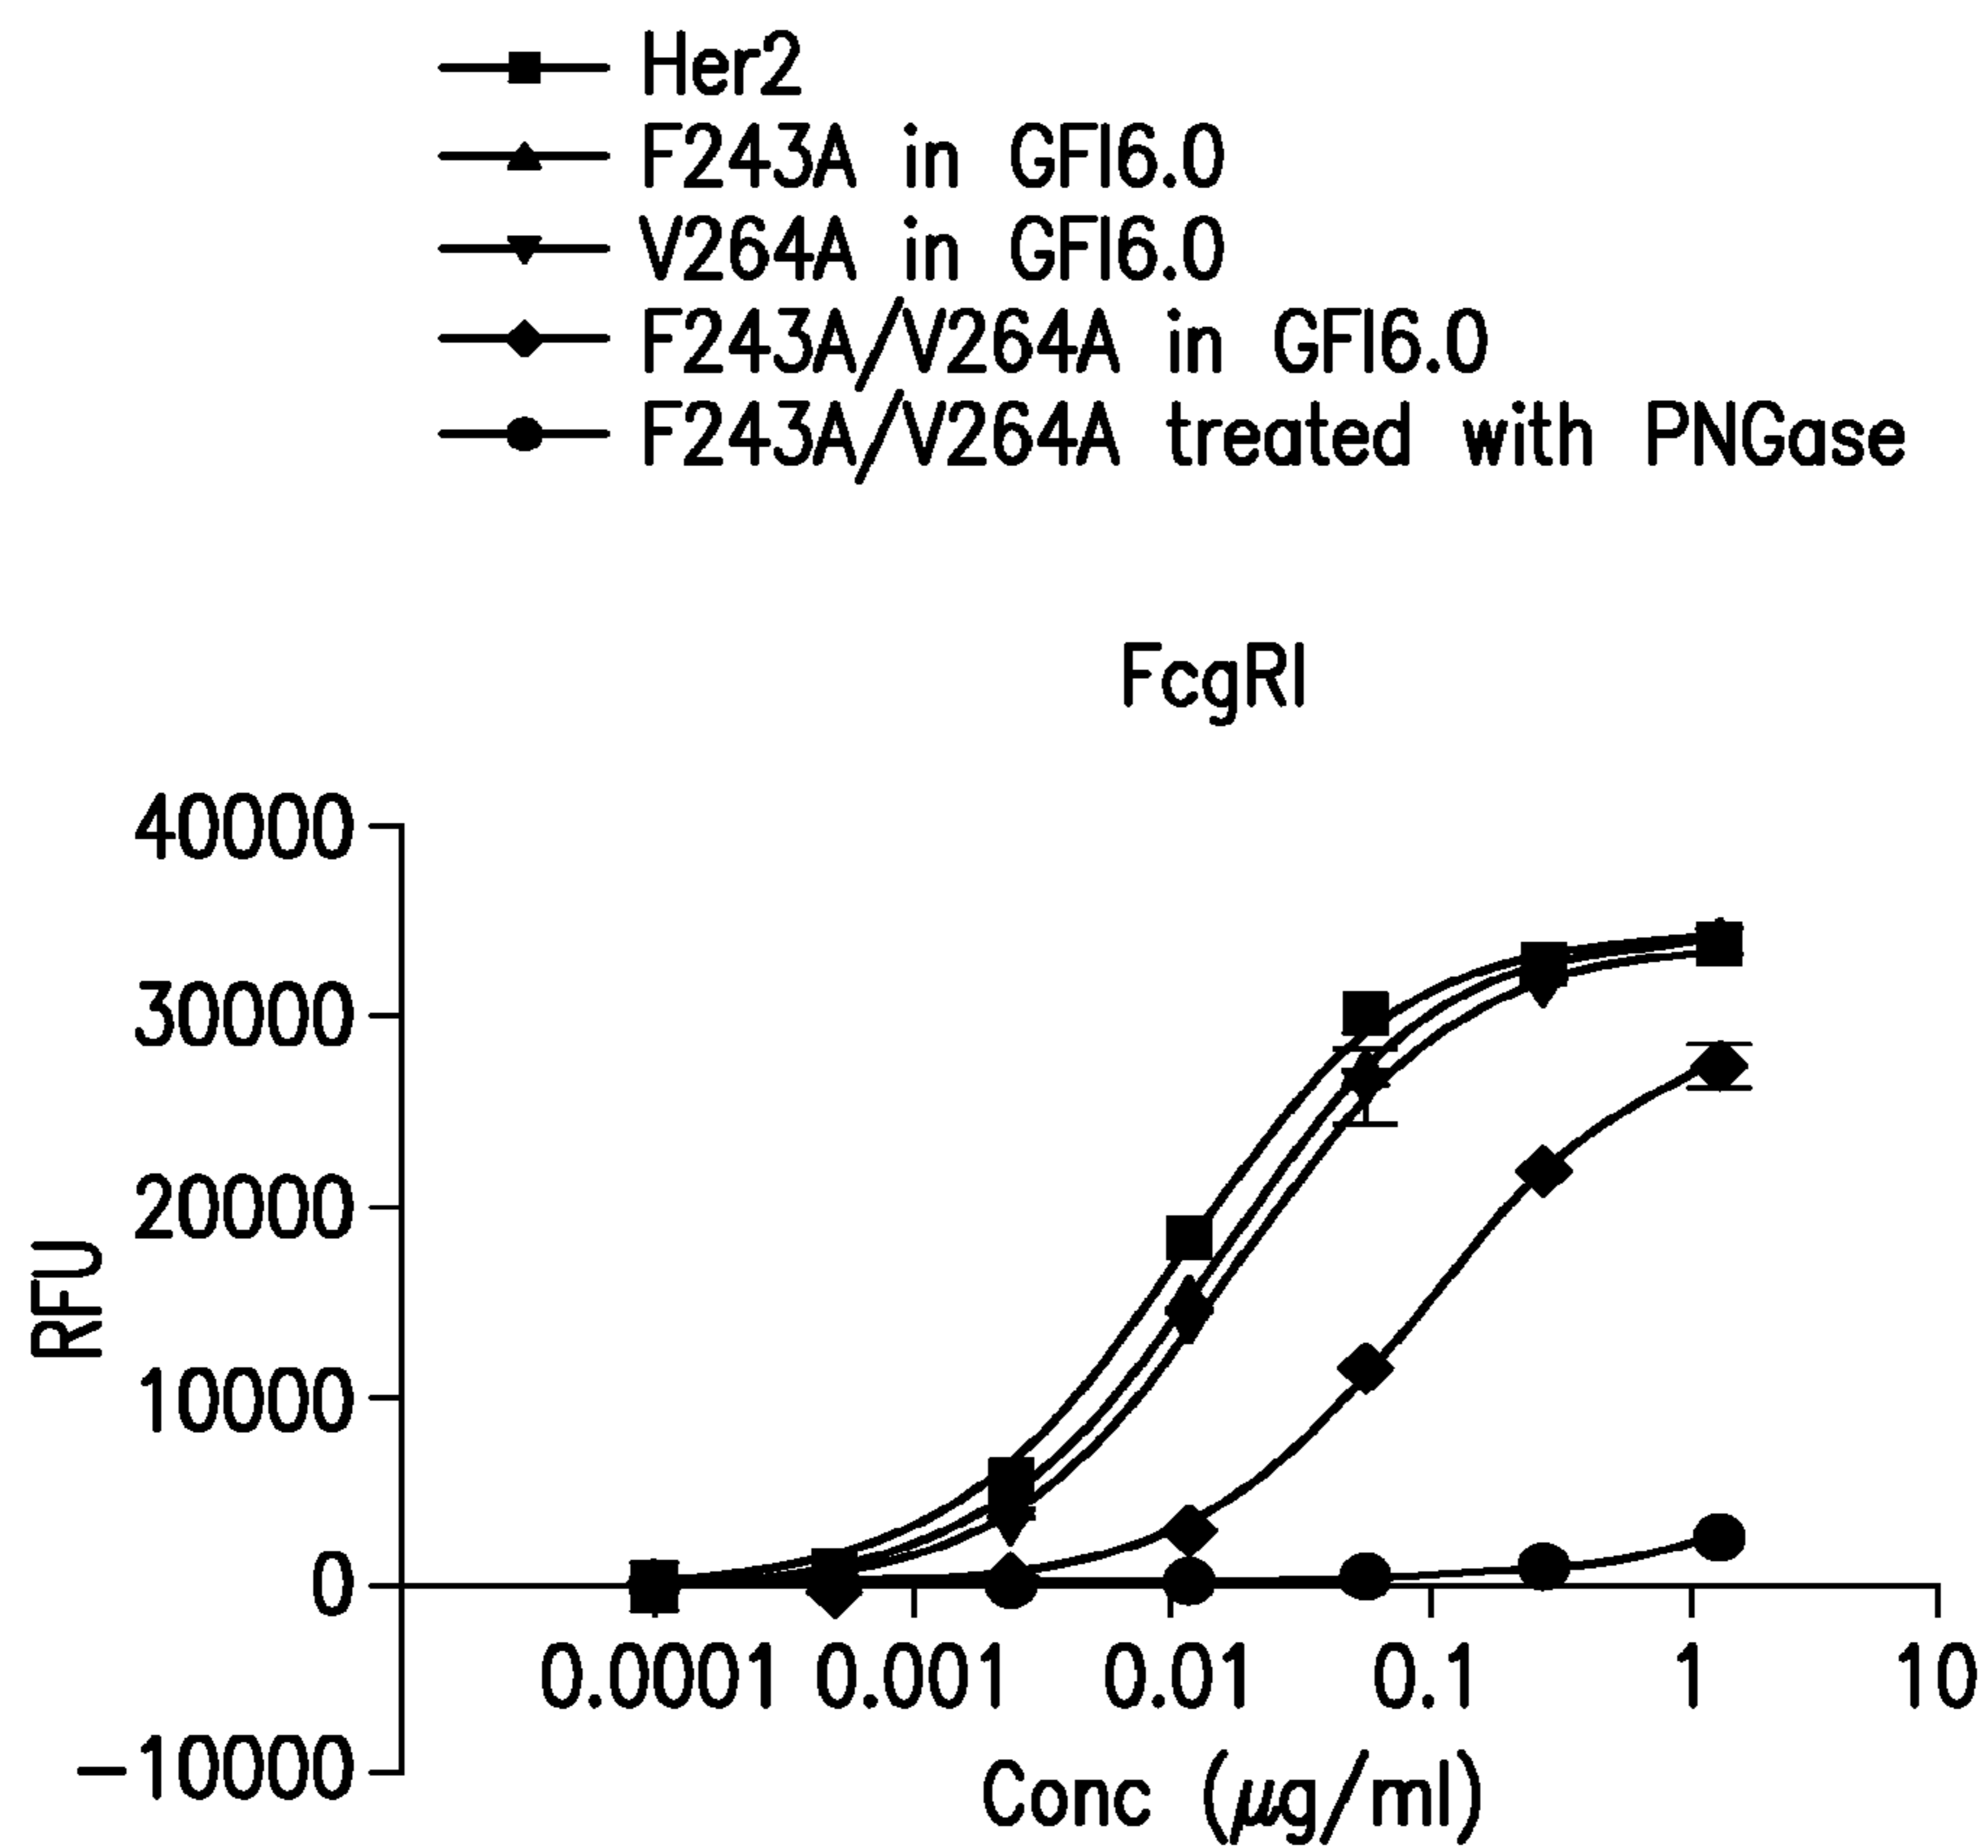 Her2
F243A in GFI6.0
V264A in GFI6.0
F243A/V264A in GFI6.0
F243A/V264A treated with PNGase
FcgRI
40000
30000
20000
10000
0
-10000
RFU
0.0001 0.001 0.01 0.1 1 10
Conc (µg/ml)